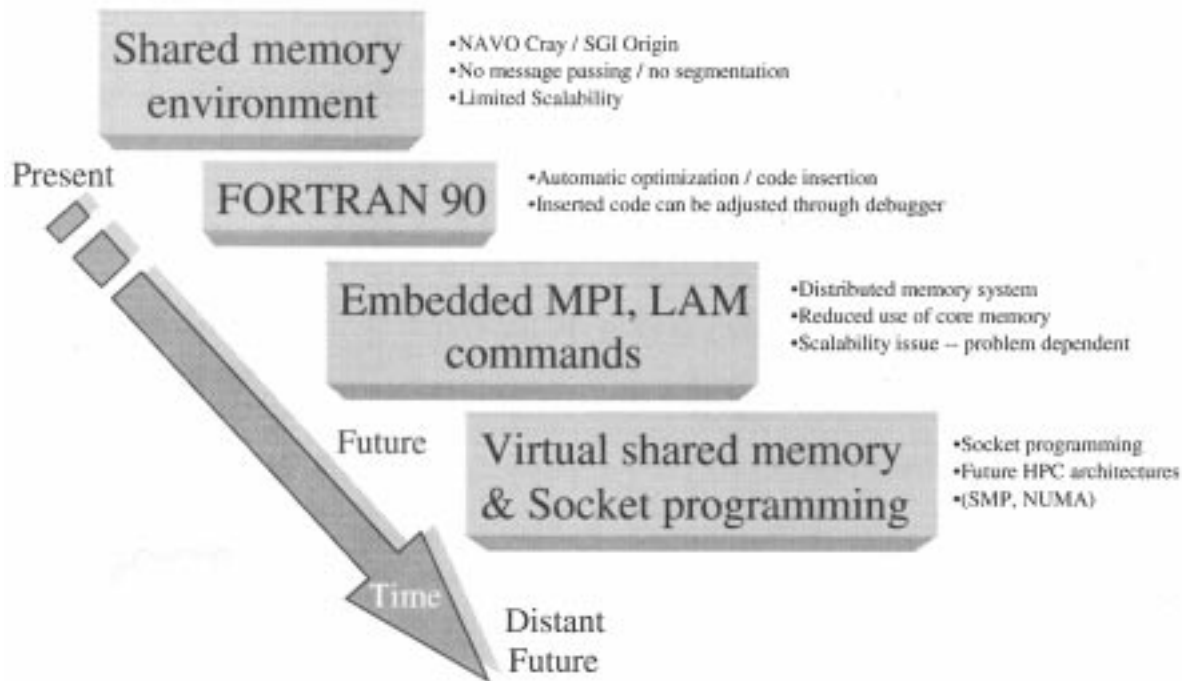 Shared memory
environment
•NAVO Cray / SGI Origin
•No message passing / no segmentation
•Limited Scalability
Present
FORTRAN 90
•Automatic optimization / code insertion
•Inserted code can be adjusted through debugger
Embedded MPI, LAM
commands
•Distributed memory system
•Reduced use of core memory
•Scalability issue -- problem dependent
Future
Virtual shared memory
& Socket programming
•Socket programming
•Future HPC architectures
•(SMP, NUMA)
Time
Distant
Future